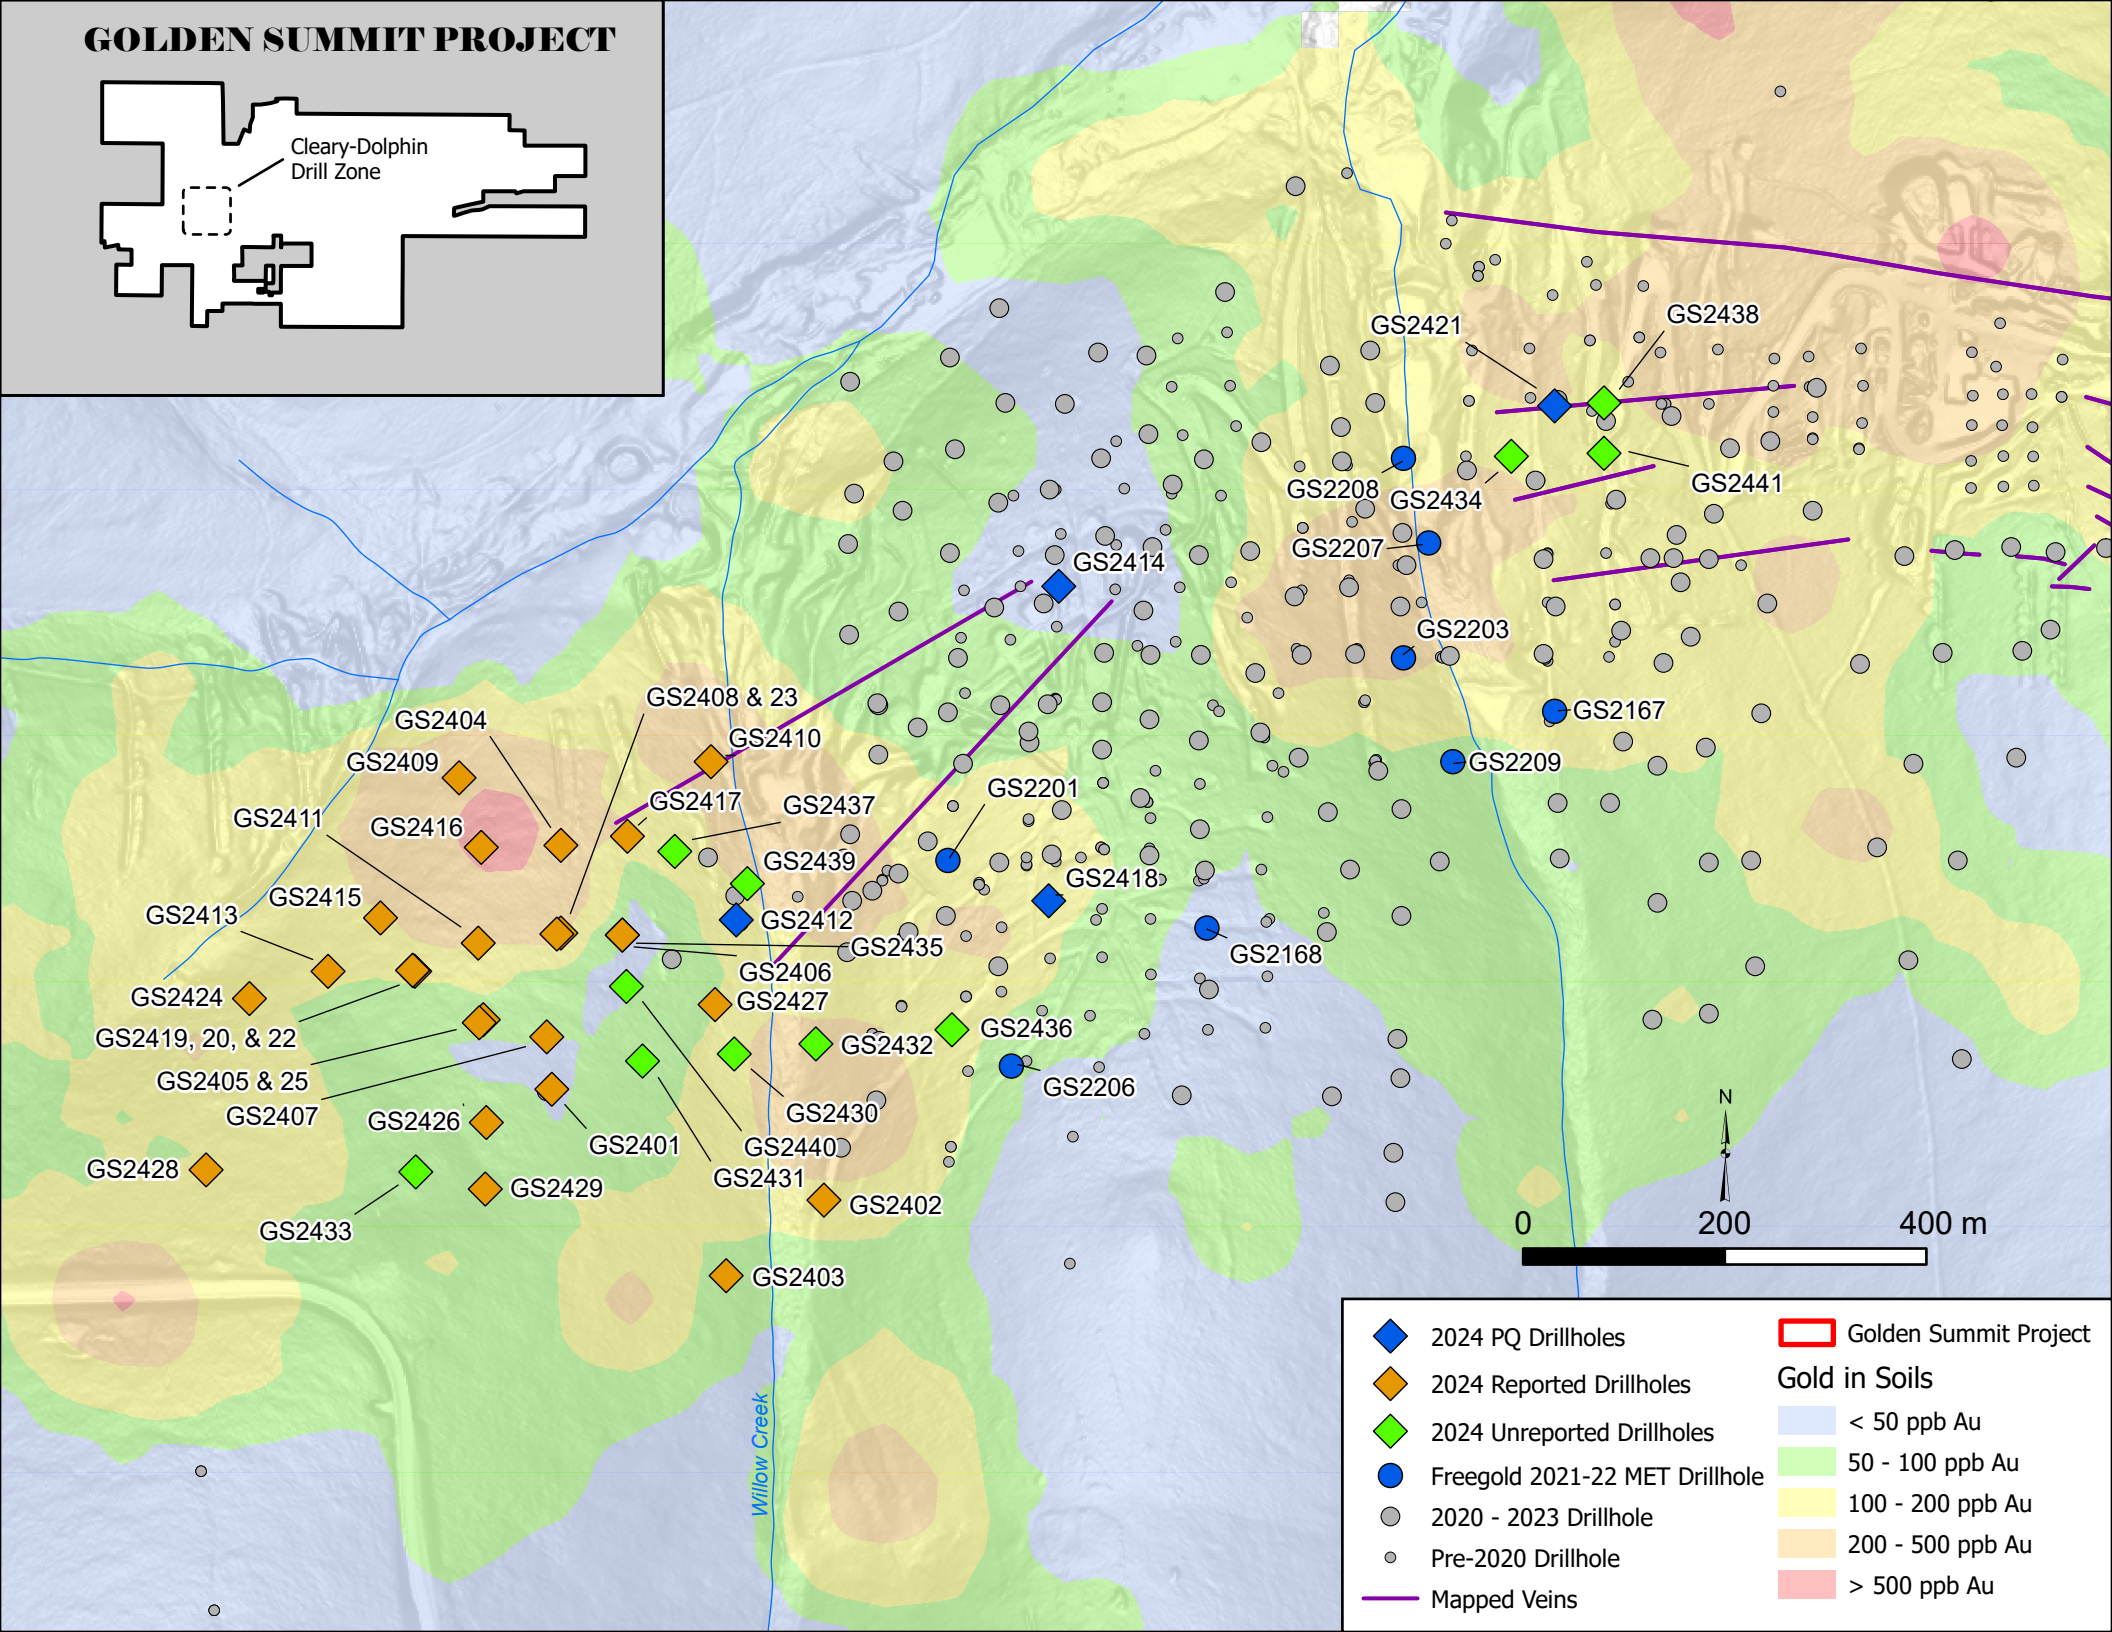 GOLDEN SUMMIT PROJECT
Cleary-Dolphin
Drill Zone
GS2438
GS2421
GS2441
GS2208
GS2434
GS2207
GS2414
GS2203
GS2408 & 23
GS2167
GS2404
GS2410
GS2409
GS2209
GS2201
GS2417
GS2437
GS2411
GS2416
GS2439
GS2418
GS2415
GS2413
GS2412
GS2435
GS2168
GS2406
GS2424
GS2427
GS2436
GS2419, 20, & 22
GS2432
GS2405 & 25
GS2206
N
GS2407
GS2430
GS2426
GS2401
GS2440
GS2428
GS2431
GS2429
GS2402
GS2433
0 200 400 m
GS2403
Willow Creek
2024 PQ Drillholes
2024 Reported Drillholes
2024 Unreported Drillholes
Freegold 2021-22 MET Drillhole
2020 - 2023 Drillhole
Pre-2020 Drillhole
Mapped Veins
Golden Summit Project
Gold in Soils
< 50 ppb Au
50 - 100 ppb Au
100 - 200 ppb Au
200 - 500 ppb Au
> 500 ppb Au